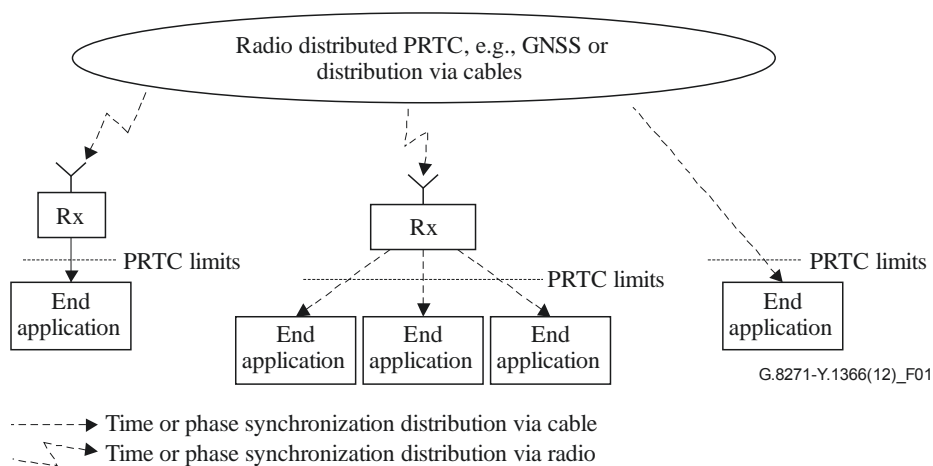 Radio distributed PRTC, e.g., GNSS or
distribution via cables
Rx
Rx
PRTC limits
PRTC limits
PRTC limits
End
application
End
application
End
application
End
application
End
application
G.8271-Y.1366(12)_F01
Time or phase synchronization distribution via cable
Time or phase synchronization distribution via radio